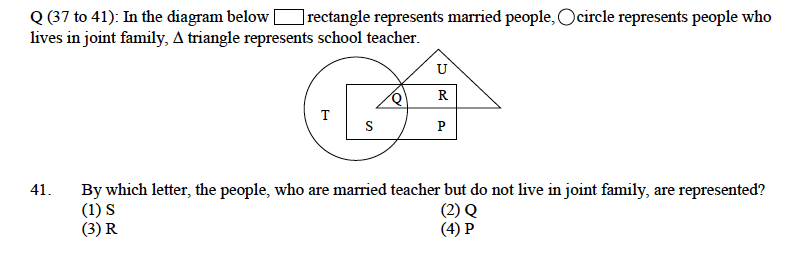 Q (37 to 41): In the diagram below rectangle represents married people, circle represents people who
lives in joint family, Δ triangle represents school teacher.
U
Q
R
T
S
P
41. By which letter, the people, who are married teacher but do not live in joint family, are represented?
(1) S (2) Q
(3) R (4) P